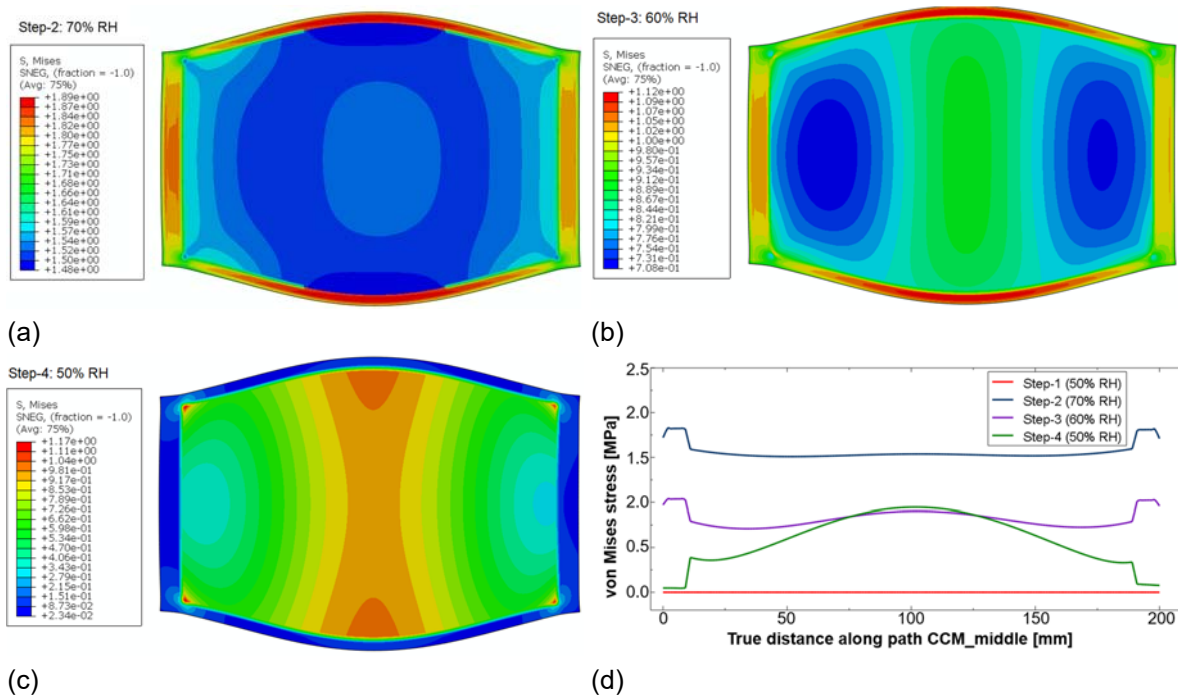 Step-2: 70% RH
S, Mises
SNEG, (fraction = -1.0)
(Avg: 75%)
+1.89e+00
+1.87e+00
+1.84e+00
+1.82e+00
+1.80e+00
+1.77e+00
+1.75e+00
+1.73e+00
+1.71e+00
+1.68e+00
+1.66e+00
+1.64e+00
+1.61e+00
+1.59e+00
+1.57e+00
+1.54e+00
+1.52e+00
+1.50e+00
+1.48e+00
(a)
Step-3: 60% RH
S, Mises
SNEG, (fraction = -1.0)
(Avg: 75%)
+1.12e+00
+1.09e+00
+1.07e+00
+1.05e+00
+1.02e+00
+1.00e+00
+9.80e-01
+9.57e-01
+9.34e-01
+9.12e-01
+8.89e-01
+8.67e-01
+8.44e-01
+8.21e-01
+7.99e-01
+7.76e-01
+7.54e-01
+7.31e-01
+7.08e-01
(b)
Step-4: 50% RH
S, Mises
SNEG, (fraction = -1.0)
(Avg: 75%)
+1.17e+00
+1.11e+00
+1.04e+00
+9.81e-01
+9.17e-01
+8.53e-01
+7.89e-01
+7.26e-01
+6.62e-01
+5.98e-01
+5.34e-01
+4.70e-01
+4.06e-01
+3.43e-01
+2.79e-01
+2.15e-01
+1.51e-01
+8.73e-02
+2.34e-02
(c)
2.5
2.0
1.5
2.0
0.5
0.0
von Mises stress [MPa]
Step-1 (50% RH)
Step-2 (70% RH)
Step-3 (60% RH)
Step-4 (50% RH)
0 50 100 150 200
True distance along path CCM_middle [mm]
(d)